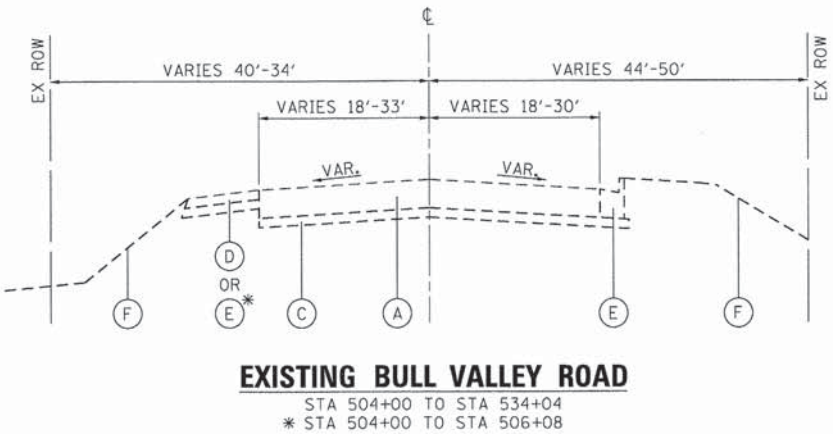 ℄
EX ROW
VARIES 40'-34'
VARIES 44'-50'
EX ROW
VARIES 18'-33'
VARIES 18'-30'
VAR.
VAR.
D
OR
F
E*
C
A
E
F
EXISTING BULL VALLEY ROAD
STA 504+00 TO STA 534+04
* STA 504+00 TO STA 506+08